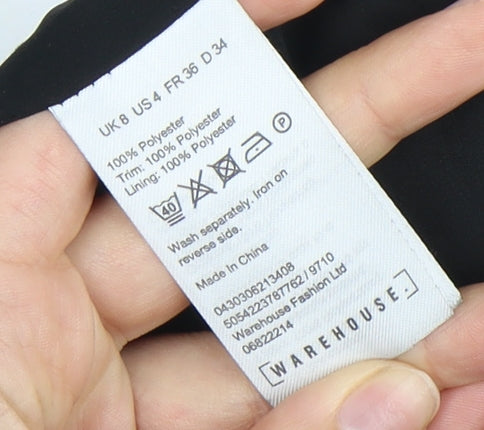 UK 8 US 4 FR 36 D 34
100% Polyester
Trim: 100% Polyester
Lining: 100% Polyester
40 P
Wash separately. Iron on
reverse side.
Made In China
0430306213408
5054223787762 / 9710
Warehouse Fashion Ltd
06822214
[WAREHOUSE.]